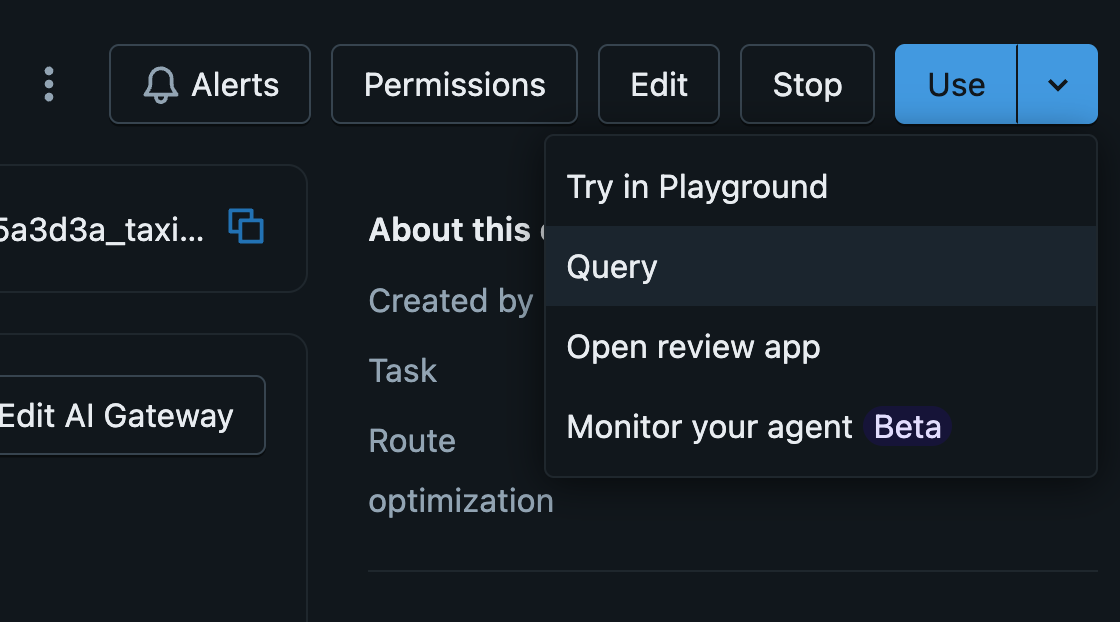 Alerts
Permissions
Edit
Stop
Use
Try in Playground
Query
Open review app
Monitor your agent Beta
5a3d3a_taxi...
Edit AI Gateway
About this
Created by
Task
Route
optimization